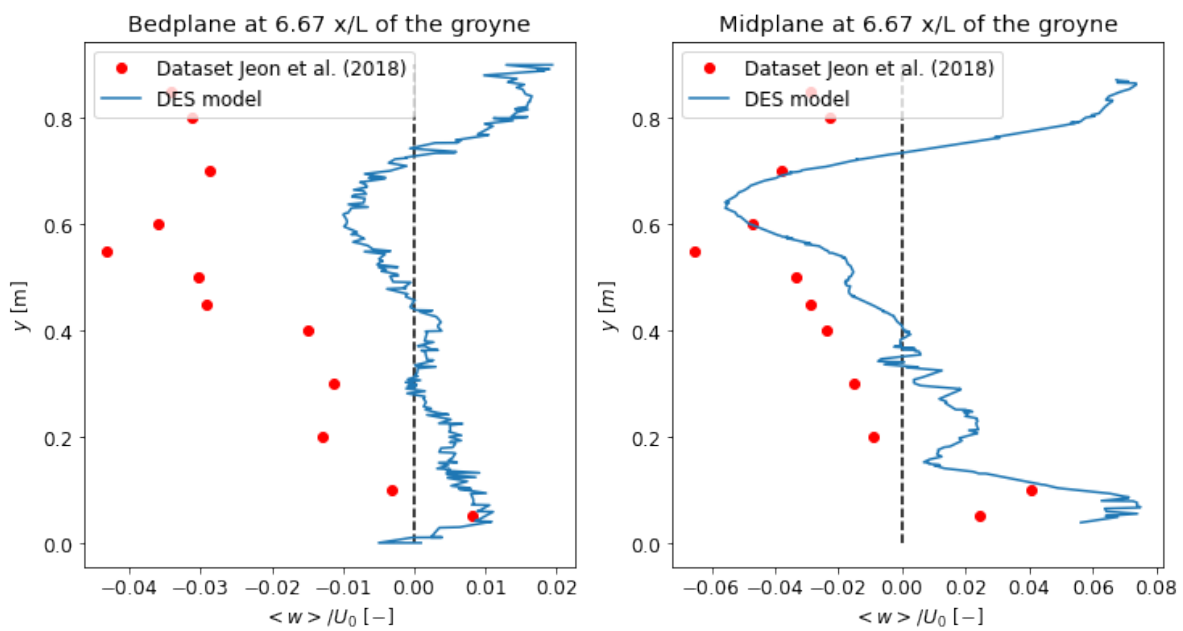 Bedplane at 6.67 x/L of the groyne
Dataset Jeon et al. (2018)
DES model
y [m]
0.8
0.6
0.4
0.2
0.0
−0.04
−0.03
−0.02
−0.01
0.00
0.01
0.02
< w > /U₀ [−]
Midplane at 6.67 x/L of the groyne
Dataset Jeon et al. (2018)
DES model
y [m]
0.8
0.6
0.4
0.2
0.0
−0.06
−0.04
−0.02
0.00
0.02
0.04
0.06
0.08
< w > /U₀ [−]